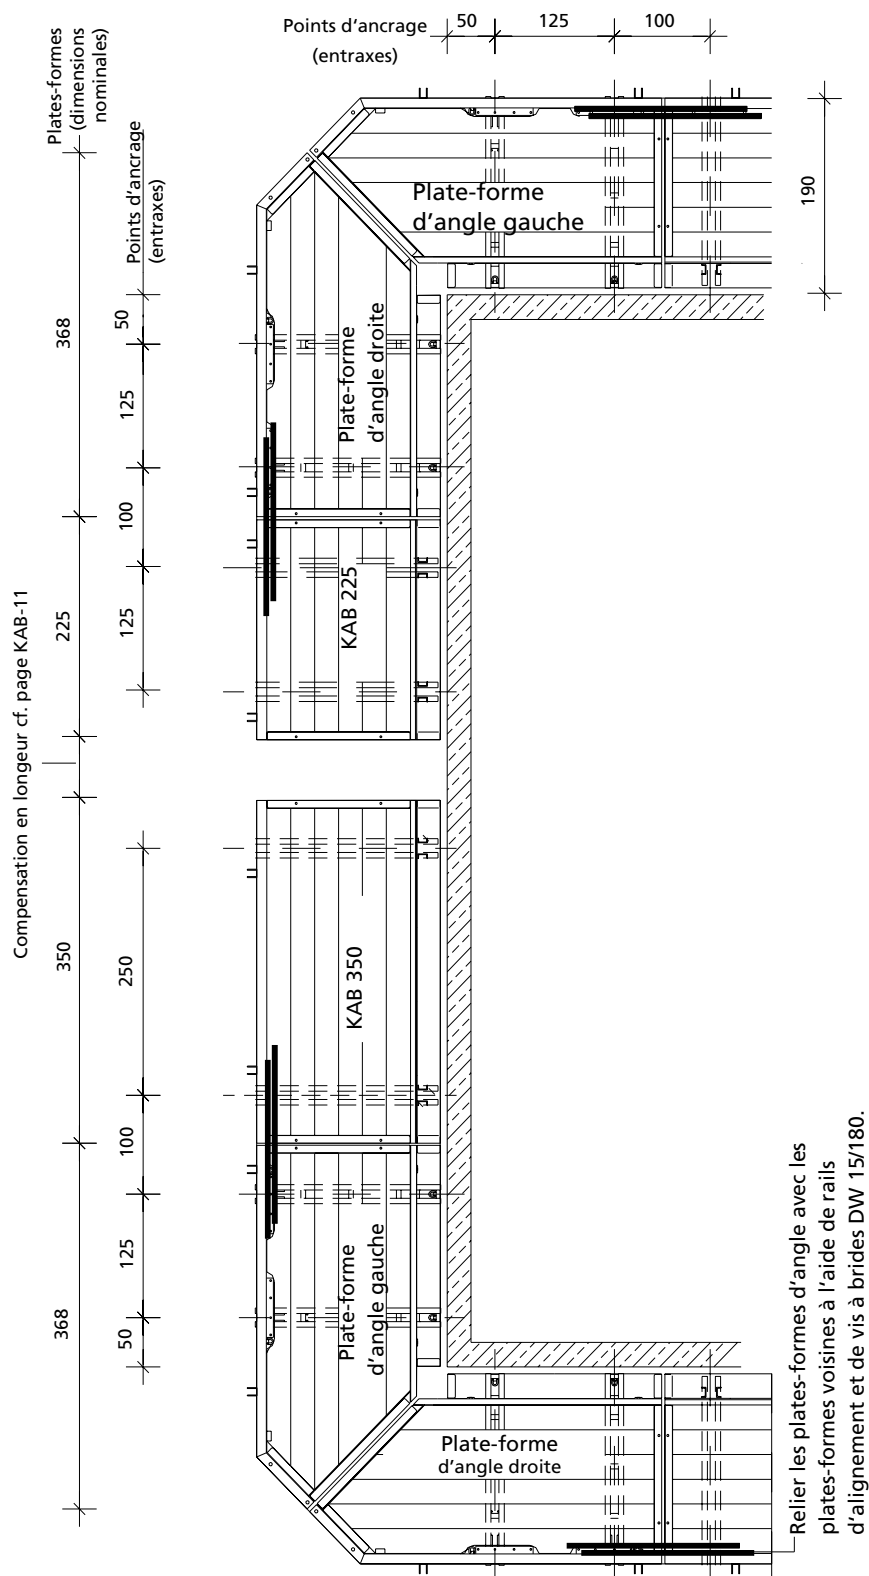 Points d'ancrage
(entraxes)
50
125
100
Plates-formes
(dimensions
nominales)
Points d'ancrage
(entraxes)
190
Plate-forme
d'angle gauche
368
50
125
100
Plate-forme
d'angle droite
225
125
KAB 225
Compensation en longeur cf. page KAB-11
350
250
KAB 350
100
368
125
50
Plate-forme
d'angle gauche
Plate-forme
d'angle droite
Relier les plates-formes d'angle avec les
plates-formes voisines à l'aide de rails
d'alignement et de vis à brides DW 15/180.